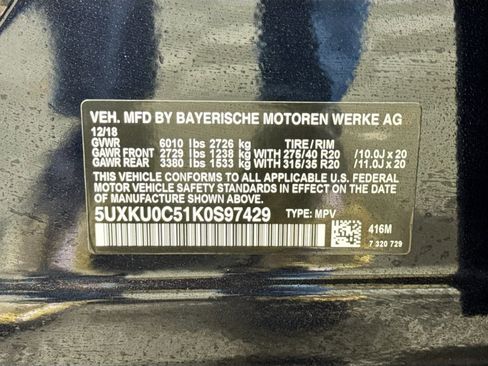 VEH. MFD BY BAYERISCHE MOTOREN WERKE AG
12/18
GVWR 6010 lbs 2726 kg TIRE/RIM
GAWR FRONT 2729 lbs 1238 kg WITH 275/40 R20 /10.0J x 20
GAWR REAR 3380 lbs 1533 kg WITH 315/35 R20 /11.0J x 20
THIS VEHICLE CONFORMS TO ALL APPLICABLE U.S. FEDERAL
MOTOR VEHICLE SAFETY STANDARDS IN EFFECT ON THE DATE
OF MANUFACTURE SHOWN ABOVE.
5UXKU0C51K0S97429 TYPE: MPV
416M
7 320 729